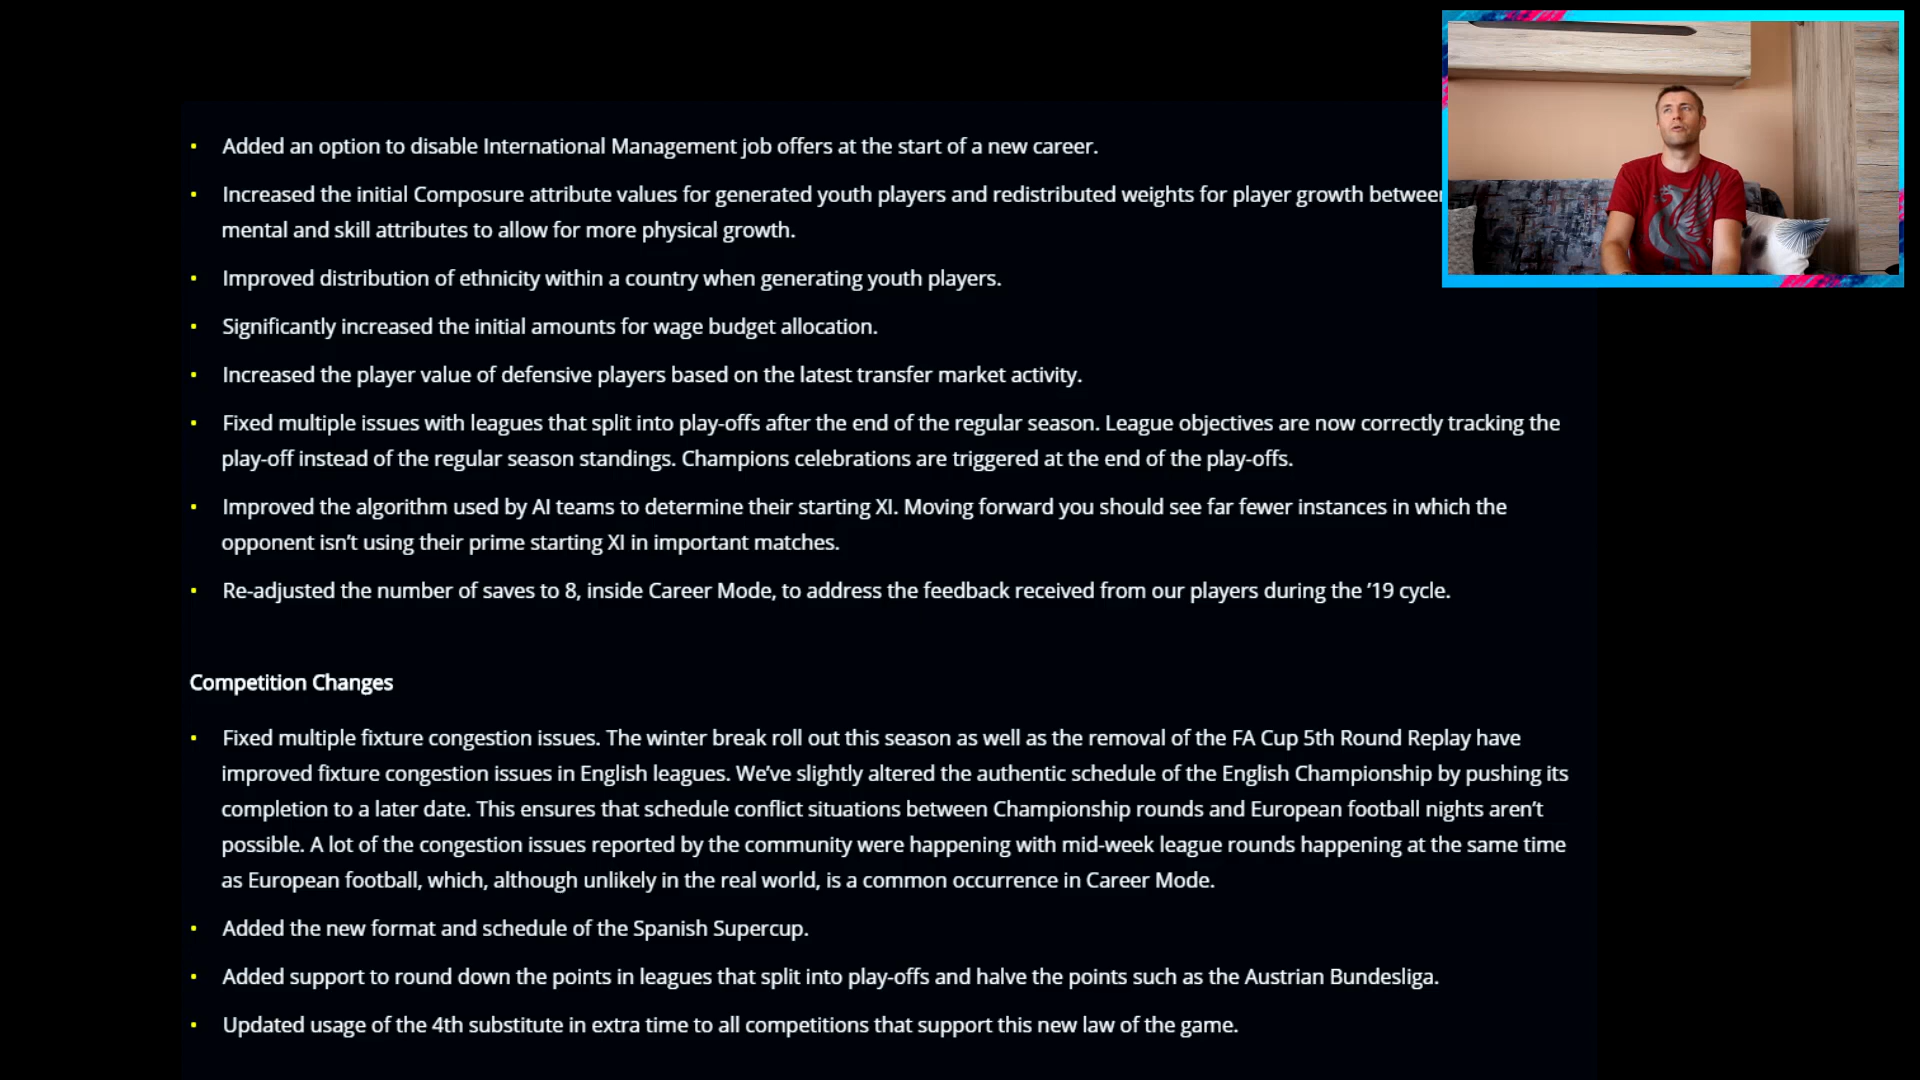 Added an option to disable International Management job offers at the start of a new career.
Increased the initial Composure attribute values for generated youth players and redistributed weights for player growth between
mental and skill attributes to allow for more physical growth.
Improved distribution of ethnicity within a country when generating youth players.
Significantly increased the initial amounts for wage budget allocation.
Increased the player value of defensive players based on the latest transfer market activity.
Fixed multiple issues with leagues that split into play-offs after the end of the regular season. League objectives are now correctly tracking the
play-off instead of the regular season standings. Champions celebrations are triggered at the end of the play-offs.
Improved the algorithm used by AI teams to determine their starting XI. Moving forward you should see far fewer instances in which the
opponent isn’t using their prime starting XI in important matches.
Re-adjusted the number of saves to 8, inside Career Mode, to address the feedback received from our players during the ’19 cycle.
Competition Changes
Fixed multiple fixture congestion issues. The winter break roll out this season as well as the removal of the FA Cup 5th Round Replay have
improved fixture congestion issues in English leagues. We’ve slightly altered the authentic schedule of the English Championship by pushing its
completion to a later date. This ensures that schedule conflict situations between Championship rounds and European football nights aren’t
possible. A lot of the congestion issues reported by the community were happening with mid-week league rounds happening at the same time
as European football, which, although unlikely in the real world, is a common occurrence in Career Mode.
Added the new format and schedule of the Spanish Supercup.
Added support to round down the points in leagues that split into play-offs and halve the points such as the Austrian Bundesliga.
Updated usage of the 4th substitute in extra time to all competitions that support this new law of the game.